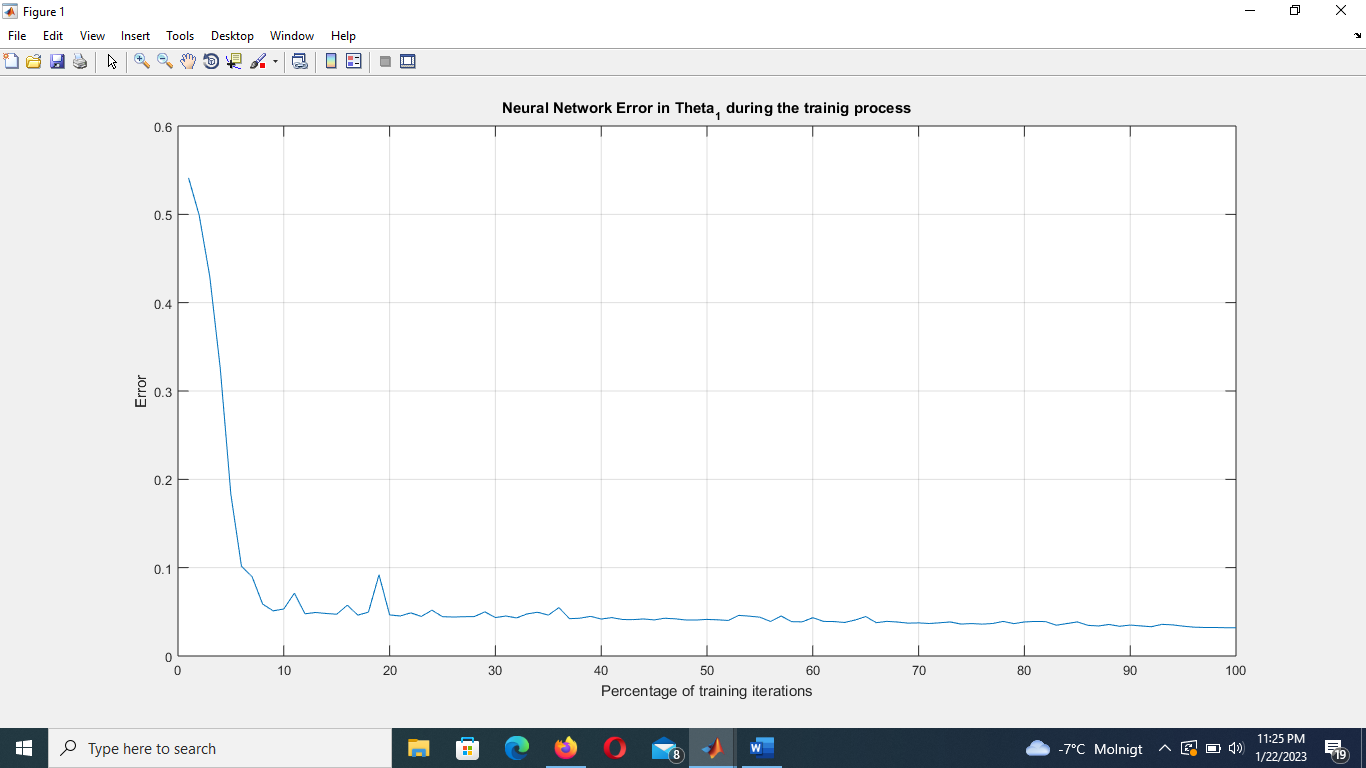 Figure 1
File Edit View Insert Tools Desktop Window Help
Neural Network Error in Theta1 during the trainig process
0.6
0.5
0.4
0.3
0.2
0.1
0
Error
0 10 20 30 40 50 60 70 80 90 100
Percentage of training iterations
Type here to search
8
W
-7°C Molnigt
11:25 PM
1/22/2023
19